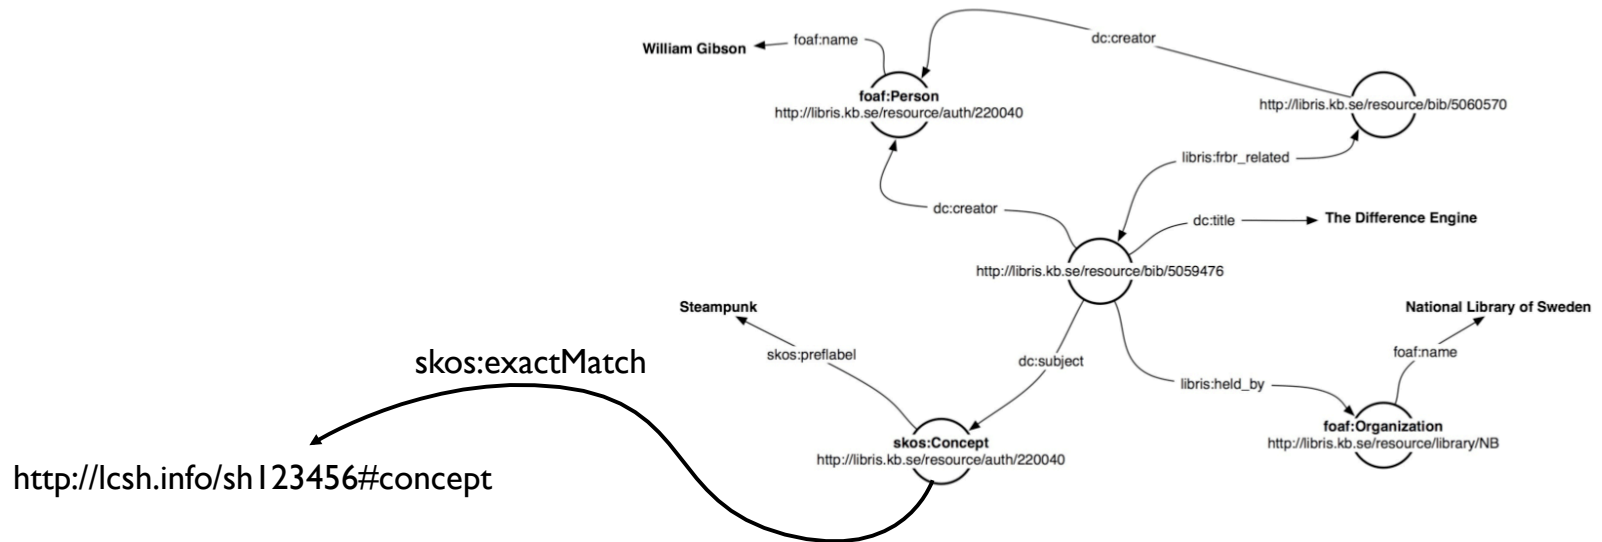 William Gibson
foaf:name
dc:creator
foaf:Person
http://libris.kb.se/resource/auth/220040
http://libris.kb.se/resource/bib/5060570
libris:frbr_related
dc:creator
dc:title
The Difference Engine
http://libris.kb.se/resource/bib/5059476
Steampunk
National Library of Sweden
skos:preflabel
foaf:name
skos:exactMatch
dc:subject
libris:held_by
foaf:Organization
http://libris.kb.se/resource/library/NB
skos:Concept
http://libris.kb.se/resource/auth/220040
http://lcsh.info/sh123456#concept